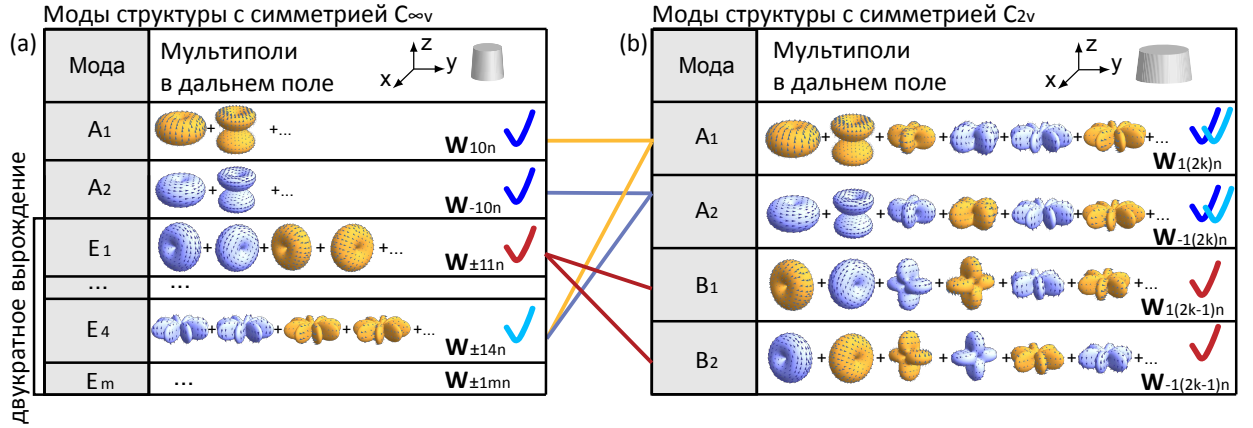 Моды структуры с симметрией C∞v
(a)
Мода
Мультиполи
в дальнем поле
z
y
x
A1
+
+...
W10n
A2
+
+...
W-10n
двукратное вырождение
E1
+ + + +...
W±11n
...
...
E4
+ + + +...
W±14n
Em
...
W±1mn
Моды структуры с симметрией C2v
(b)
Мода
Мультиполи
в дальнем поле
z
y
x
A1
+ + + + + +...
W1(2k)n
A2
+ + + + + +...
W-1(2k)n
B1
+ + + + + +...
W1(2k-1)n
B2
+ + + + + +...
W-1(2k-1)n